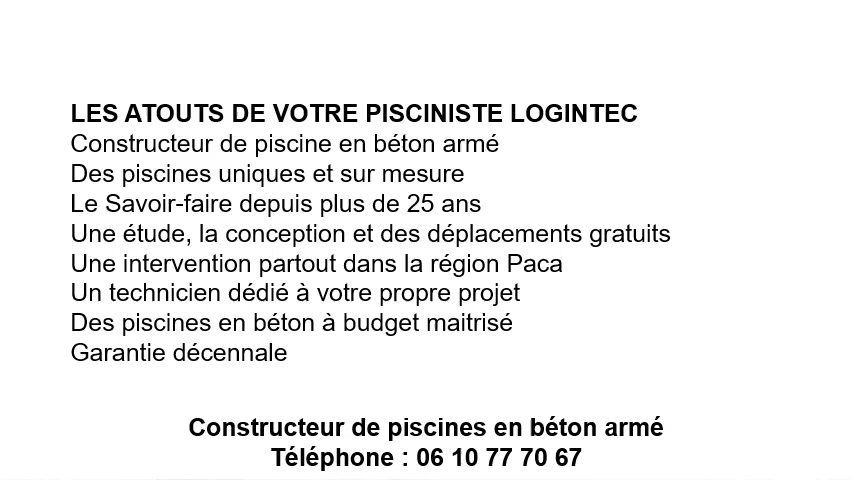 LES ATOUTS DE VOTRE PISCINISTE LOGINTEC
Constructeur de piscine en béton armé
Des piscines uniques et sur mesure
Le Savoir-faire depuis plus de 25 ans
Une étude, la conception et des déplacements gratuits
Une intervention partout dans la région Paca
Un technicien dédié à votre propre projet
Des piscines en béton à budget maitrisé
Garantie décennale
Constructeur de piscines en béton armé
Téléphone : 06 10 77 70 67